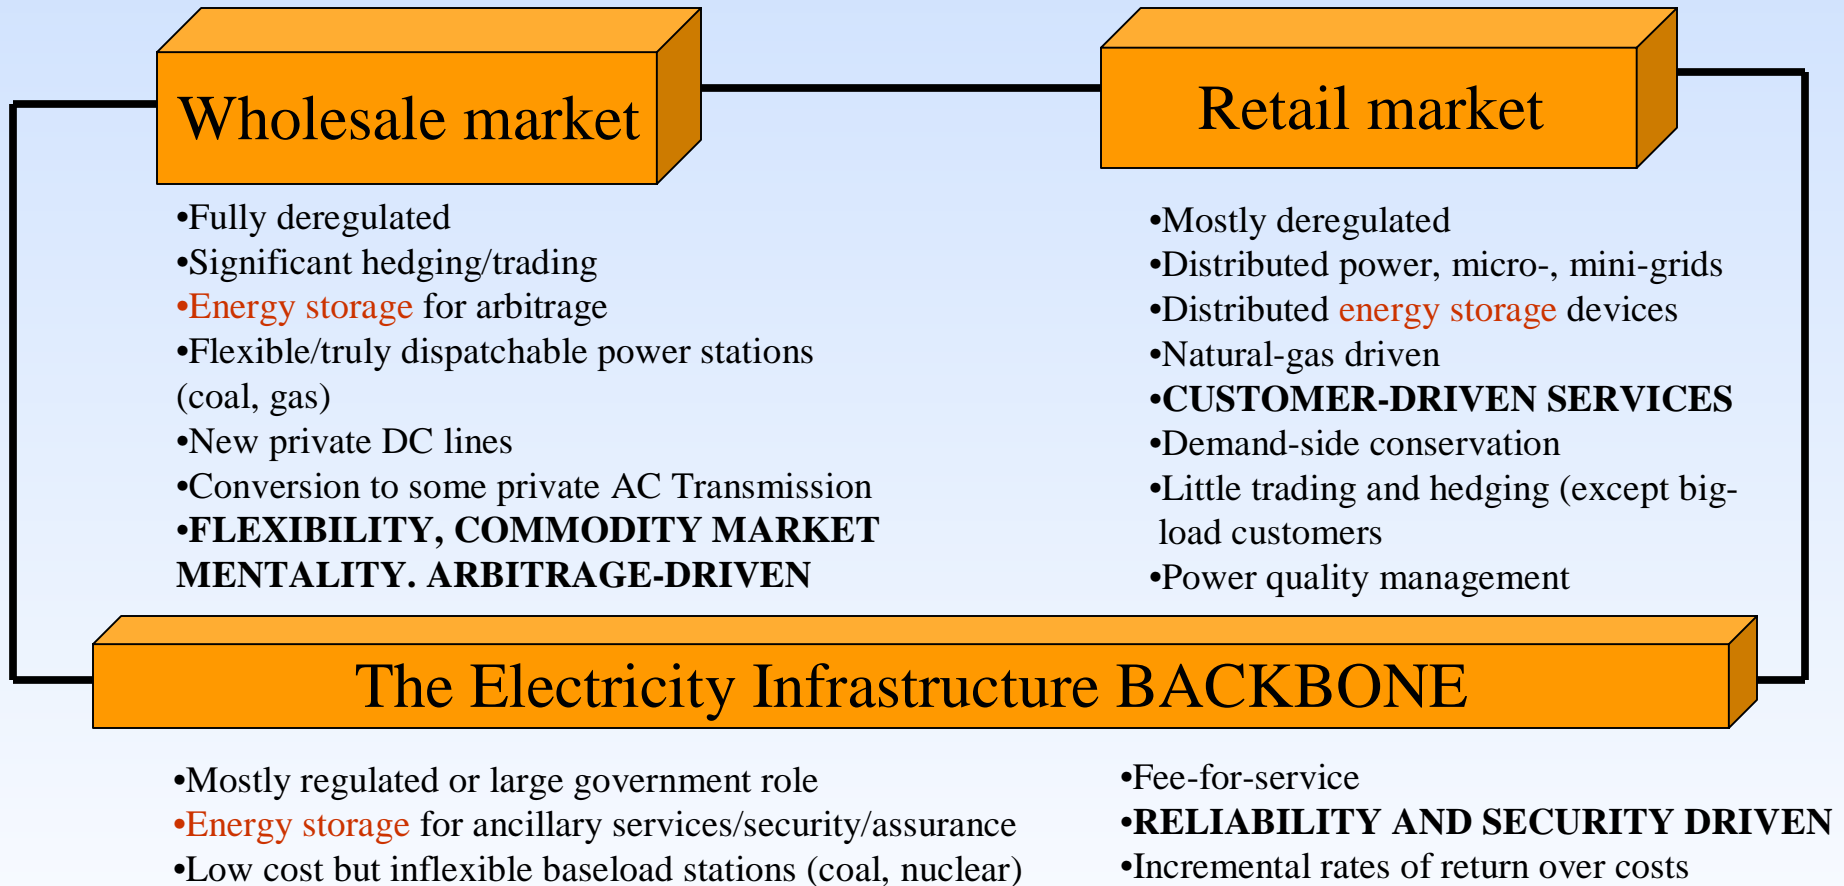 Wholesale market
•Fully deregulated
•Significant hedging/trading
•Energy storage for arbitrage
•Flexible/truly dispatchable power stations
(coal, gas)
•New private DC lines
•Conversion to some private AC Transmission
•FLEXIBILITY, COMMODITY MARKET
MENTALITY. ARBITRAGE-DRIVEN
Retail market
•Mostly deregulated
•Distributed power, micro-, mini-grids
•Distributed energy storage devices
•Natural-gas driven
•CUSTOMER-DRIVEN SERVICES
•Demand-side conservation
•Little trading and hedging (except big-
load customers
•Power quality management
The Electricity Infrastructure BACKBONE
•Mostly regulated or large government role
•Energy storage for ancillary services/security/assurance
•Low cost but inflexible baseload stations (coal, nuclear)
•Fee-for-service
•RELIABILITY AND SECURITY DRIVEN
•Incremental rates of return over costs